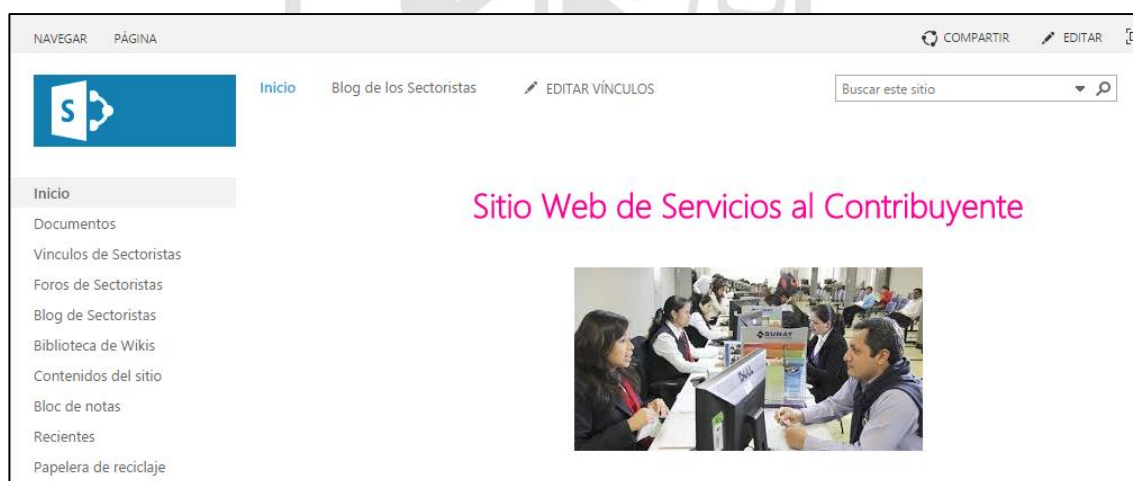 NAVEGAR PÁGINA COMPARTIR EDITAR
S
Inicio Blog de los Sectoristas EDITAR VÍNCULOS Buscar este sitio
Inicio
Documentos
Vinculos de Sectoristas
Foros de Sectoristas
Blog de Sectoristas
Biblioteca de Wikis
Contenidos del sitio
Bloc de notas
Recientes
Papelera de reciclaje
Sitio Web de Servicios al Contribuyente
SUNAT
DELL